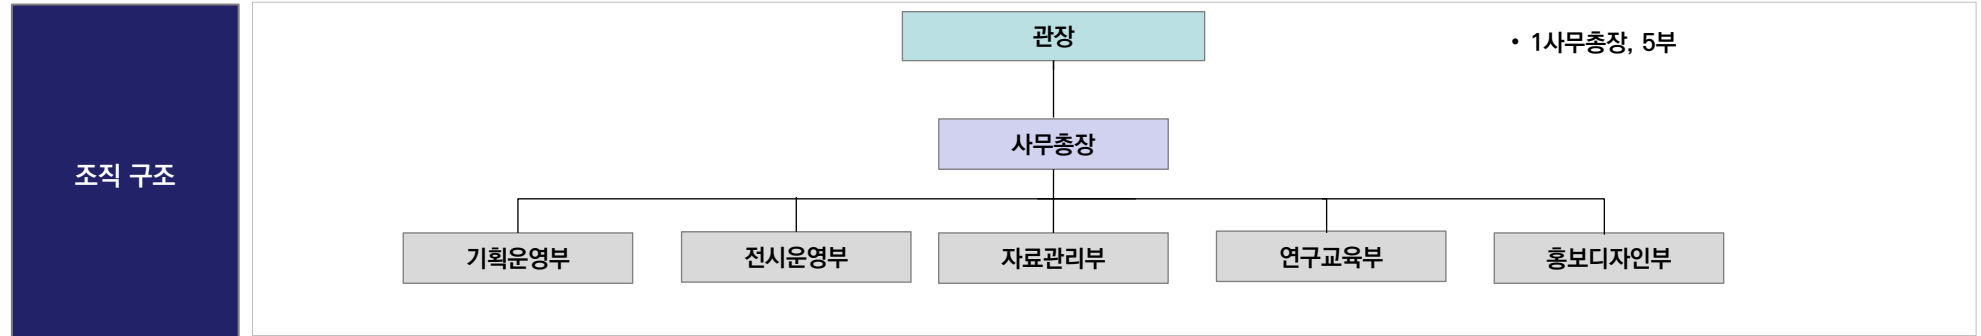 조직 구조
관장
• 1사무총장, 5부
사무총장
기획운영부
전시운영부
자료관리부
연구교육부
홍보디자인부